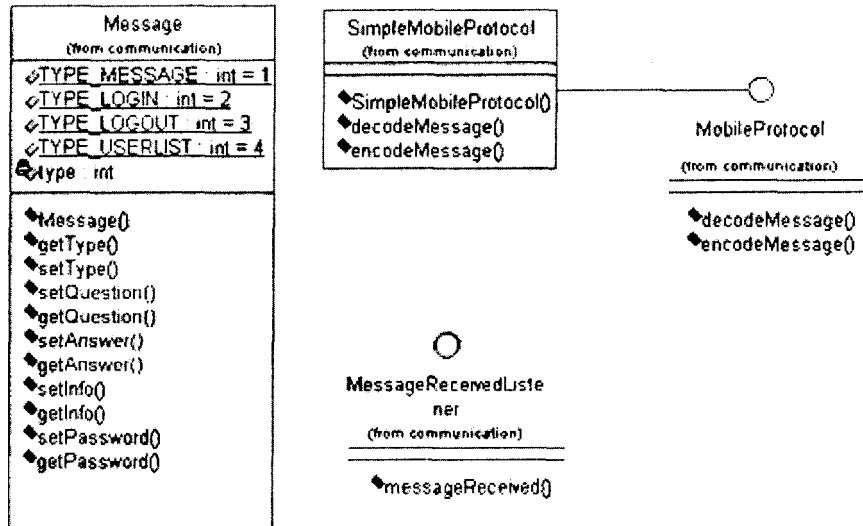 Message
(from communication)
TYPE_MESSAGE : int = 1
TYPE_LOGIN : int = 2
TYPE_LOGOUT : int = 3
TYPE_USERLIST : int = 4
type : int
Message()
getType()
setType()
setQuestion()
getQuestion()
setAnswer()
getAnswer()
setInfo()
getInfo()
setPassword()
getPassword()
SimpleMobileProtocol
(from communication)
SimpleMobileProtocol()
decodeMessage()
encodeMessage()
MobileProtocol
(from communication)
decodeMessage()
encodeMessage()
MessageReceivedListe
ner
(from communication)
messageReceived()